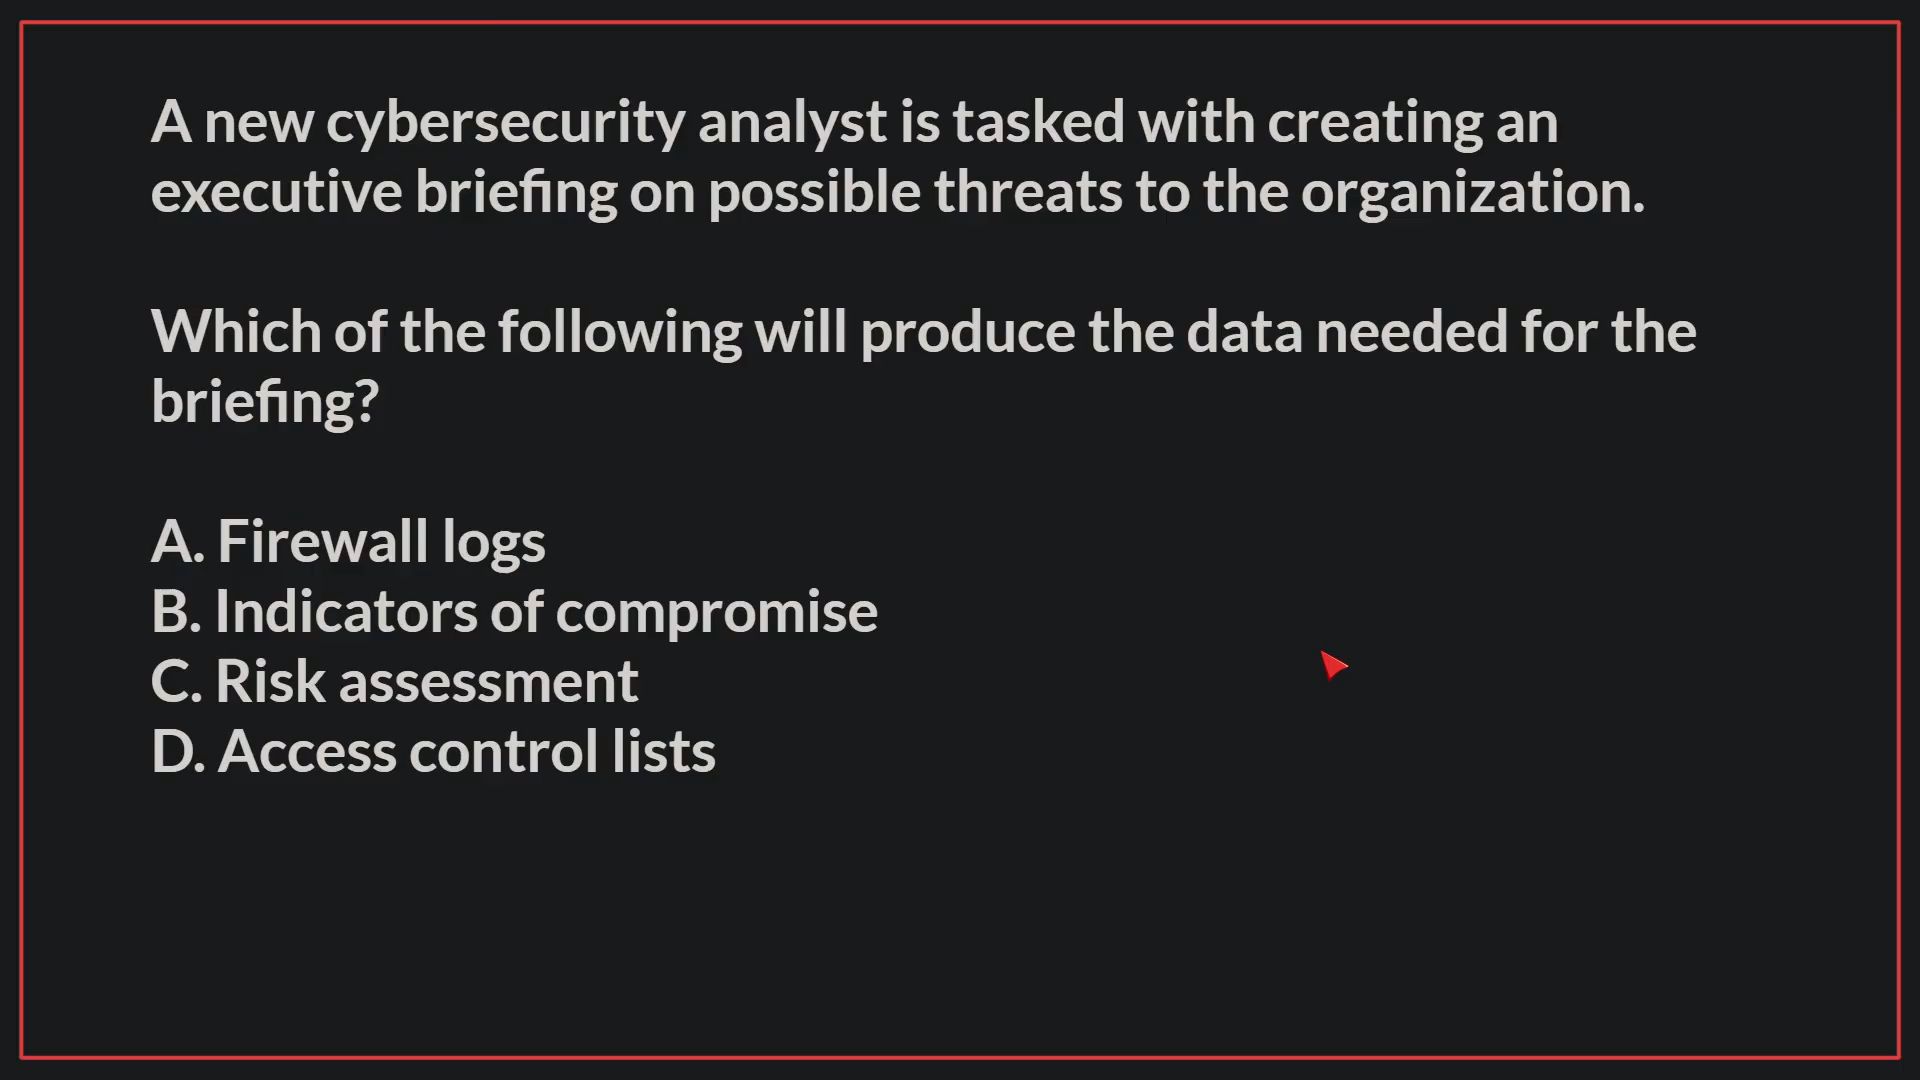 A new cybersecurity analyst is tasked with creating an
executive briefing on possible threats to the organization.
Which of the following will produce the data needed for the
briefing?
A. Firewall logs
B. Indicators of compromise
C. Risk assessment
D. Access control lists